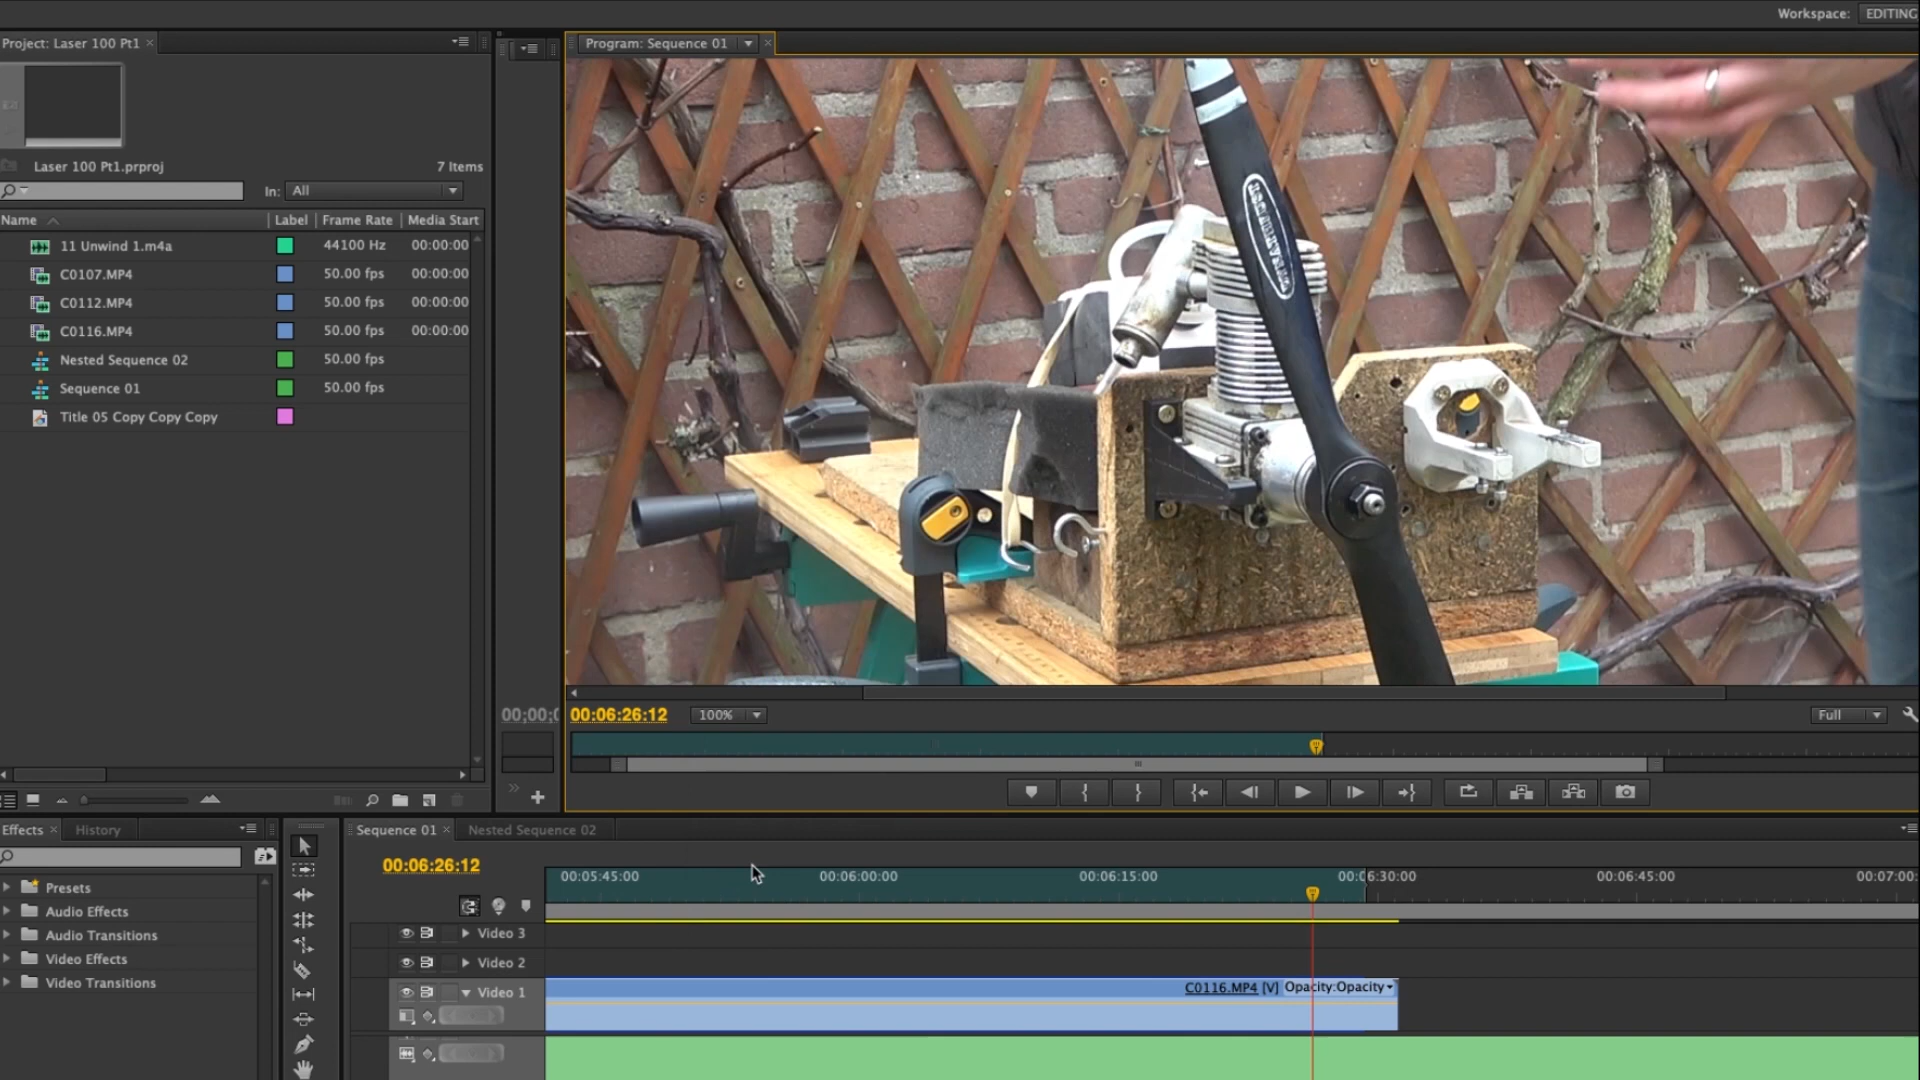 Workspace: EDITING
Project: Laser 100 Pt1
Program: Sequence 01
Laser 100 Pt1.prproj
7 Items
In: All
Name Label Frame Rate Media Start
11 Unwind 1.m4a 44100 Hz 00:00:00
C0107.MP4 50.00 fps 00:00:00
C0112.MP4 50.00 fps 00:00:00
C0116.MP4 50.00 fps 00:00:00
Nested Sequence 02 50.00 fps
Sequence 01 50.00 fps
Title 05 Copy Copy Copy
00;00;0
00:06:26:12
100%
Full
Effects
History
Sequence 01
Nested Sequence 02
00:06:26:12
00:05:45:00
00:06:00:00
00:06:15:00
00:06:30:00
00:06:45:00
00:07:00:
Presets
Audio Effects
Audio Transitions
Video Effects
Video Transitions
Video 3
Video 2
Video 1
C0116.MP4 [V] Opacity:Opacity